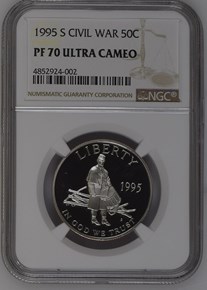 1995 S CIVIL WAR 50C
PF 70 ULTRA CAMEO
4852924-002
NUMISMATIC GUARANTY CORPORATION
NGC
LIBERTY
1995
IN GOD WE TRUST